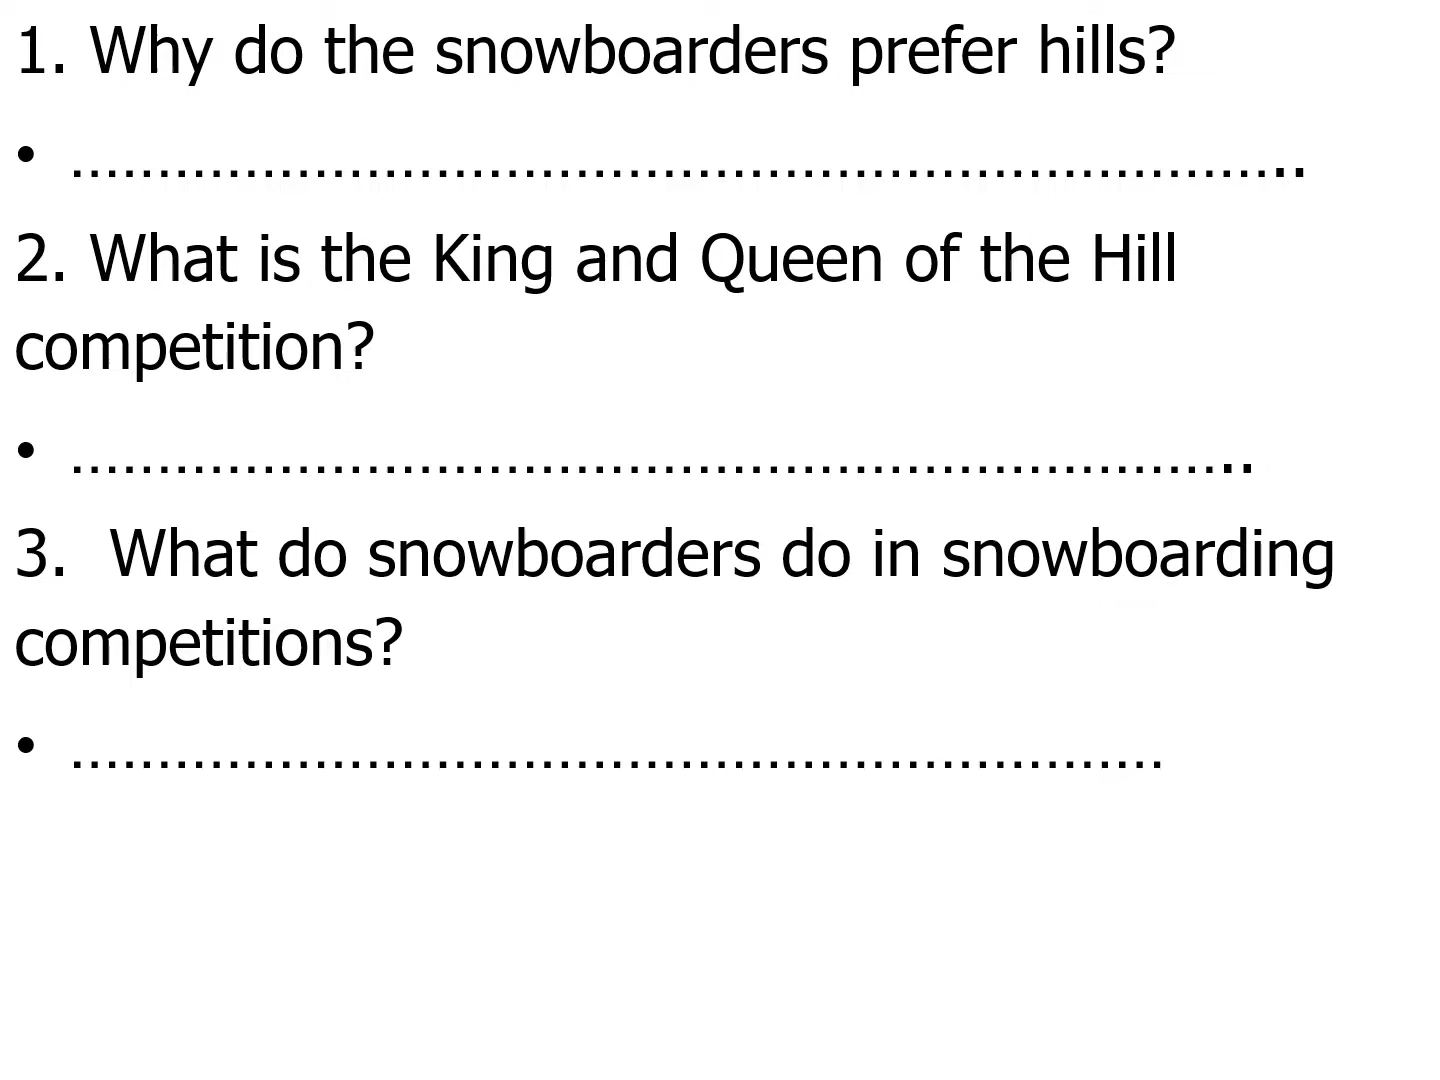 1. Why do the snowboarders prefer hills?
• …………………………………………………………..
2. What is the King and Queen of the Hill
competition?
• ………………………………………………………..
3.  What do snowboarders do in snowboarding
competitions?
• ……………………………………………………